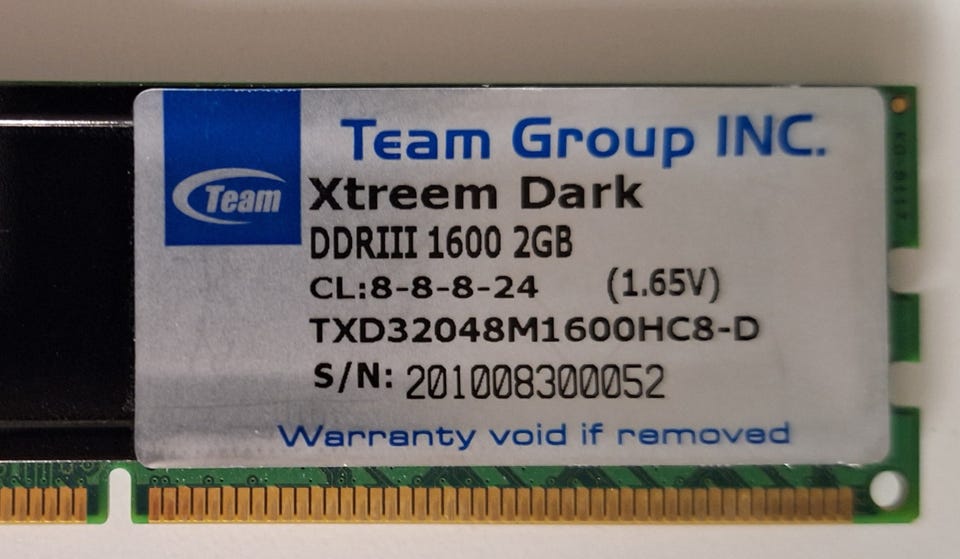 Team Group INC.
Team
Xtreem Dark
DDRIII 1600 2GB
CL:8-8-8-24 (1.65V)
TXD32048M1600HC8-D
S/N: 201008300052
Warranty void if removed